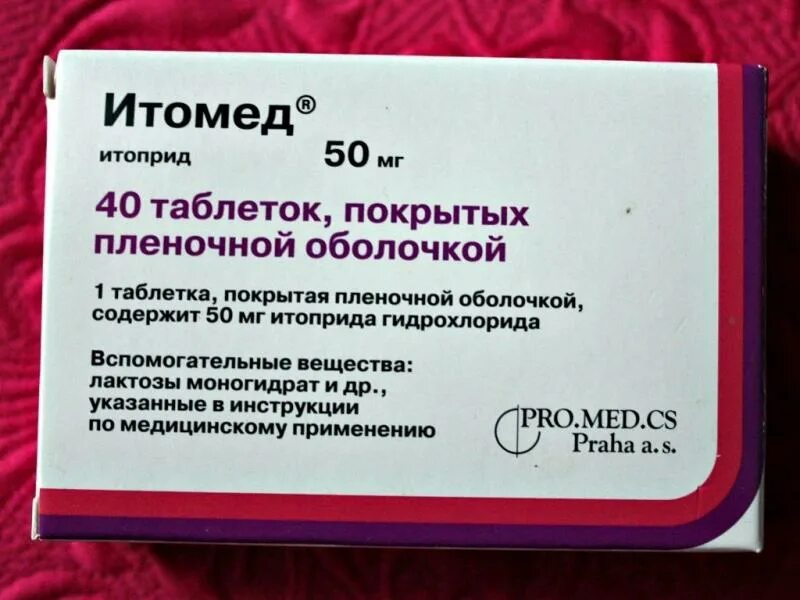 Итомед®
итоприд 50 мг
40 таблеток, покрытых
пленочной оболочкой
1 таблетка, покрытая пленочной оболочкой,
содержит 50 мг итоприда гидрохлорида
Вспомогательные вещества:
лактозы моногидрат и др.,
указанные в инструкции
по медицинскому применению
PRO.MED.CS
Praha a.s.